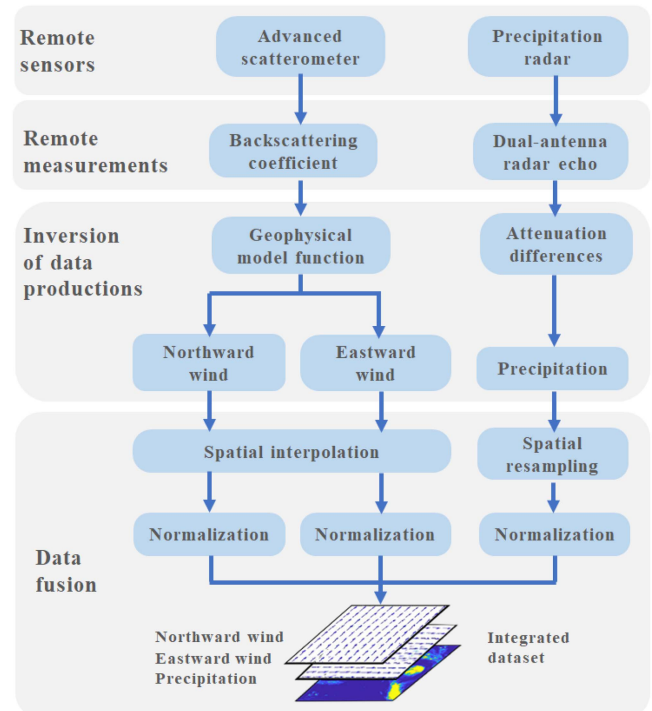 Remote
sensors
Advanced
scatterometer
Precipitation
radar
Remote
measurements
Backscattering
coefficient
Dual-antenna
radar echo
Inversion
of data
productions
Geophysical
model function
Attenuation
differences
Northward
wind
Eastward
wind
Precipitation
Data
fusion
Spatial interpolation
Spatial
resampling
Normalization
Normalization
Normalization
Northward wind
Eastward wind
Precipitation
Integrated
dataset